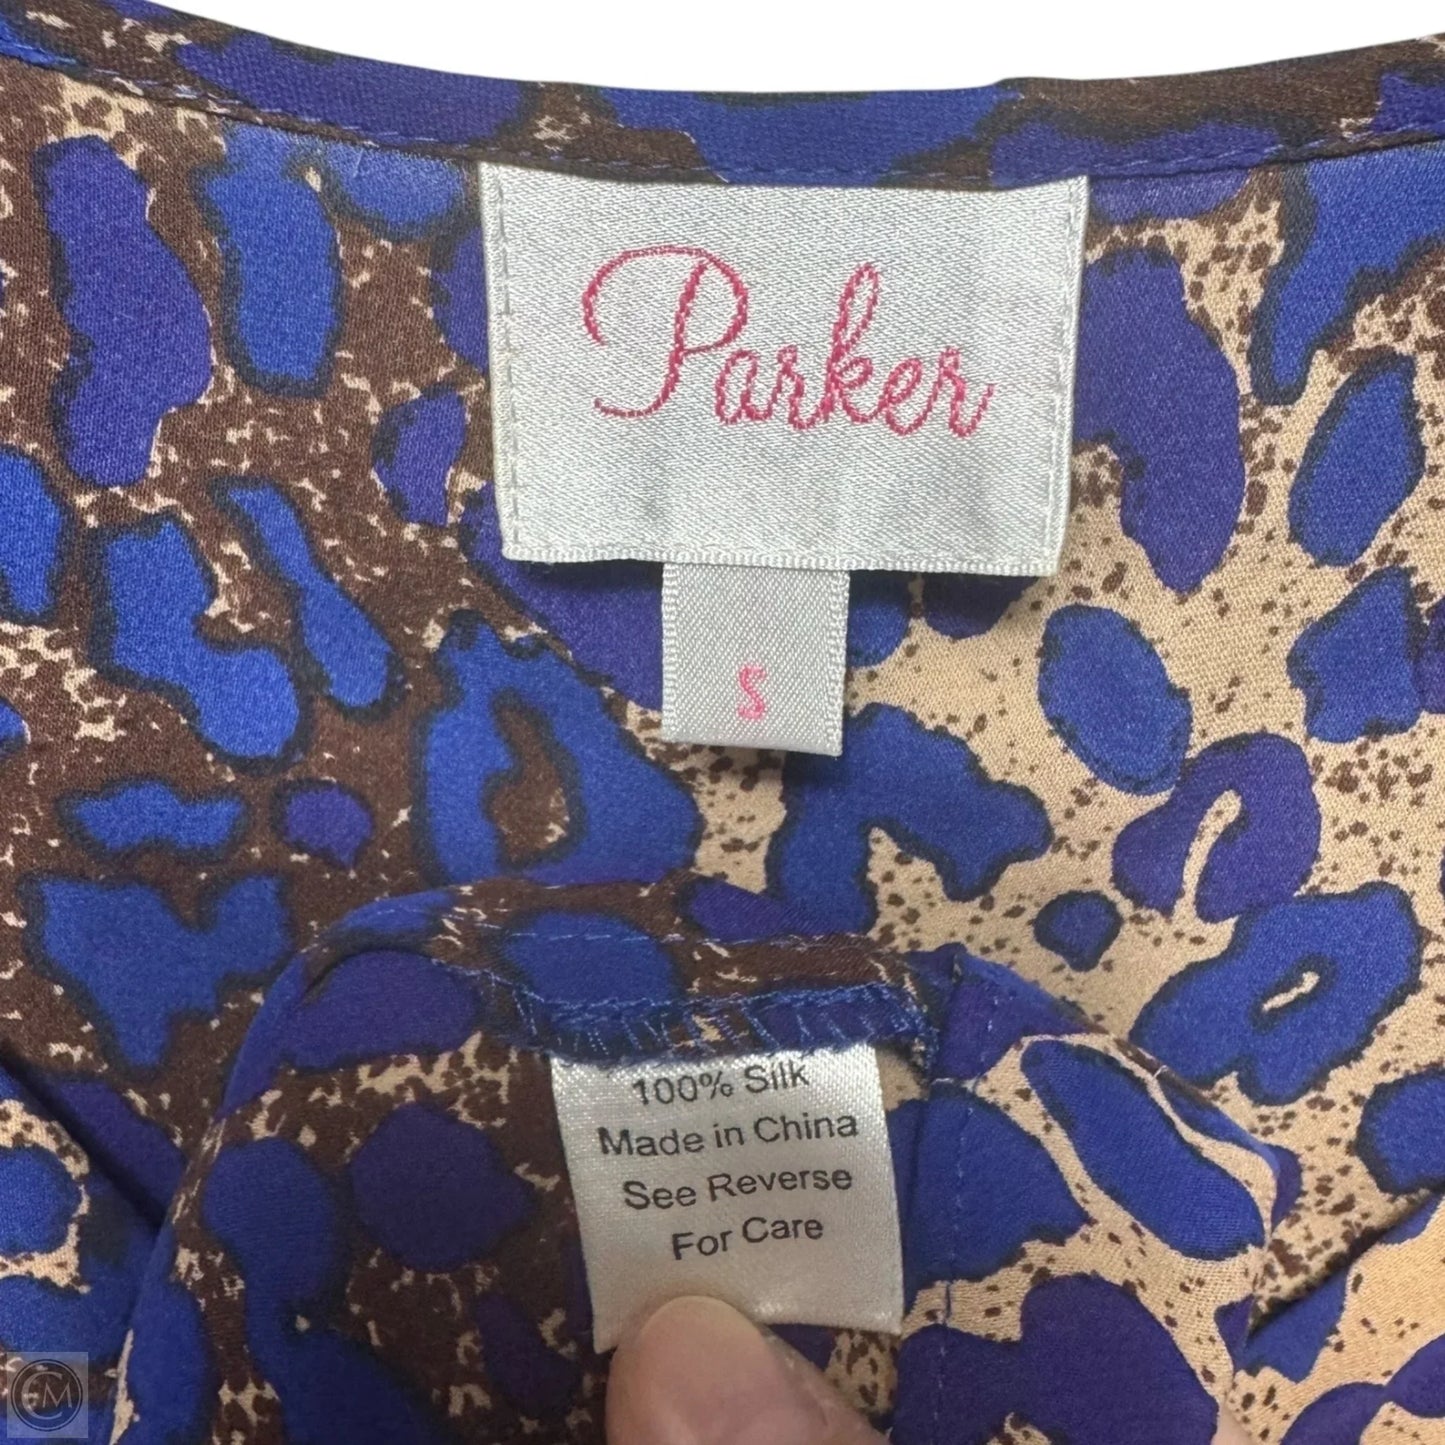 Parker
S
100% Silk
Made in China
See Reverse
For Care